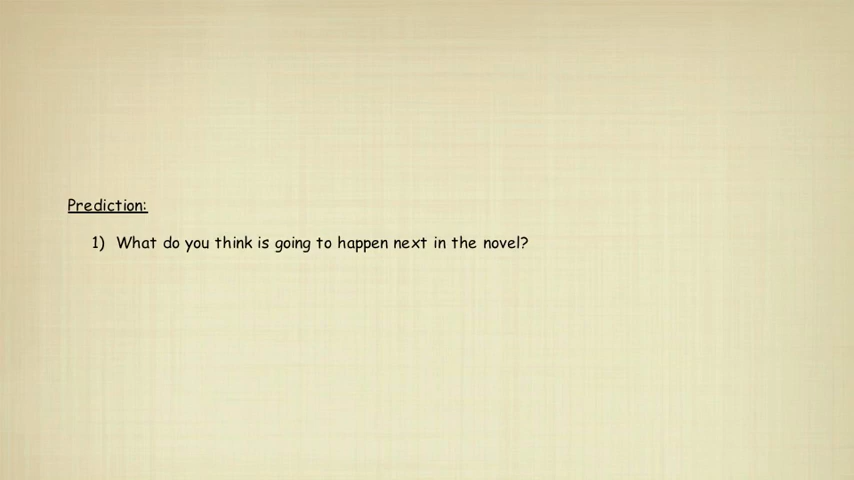 Prediction:
1) What do you think is going to happen next in the novel?